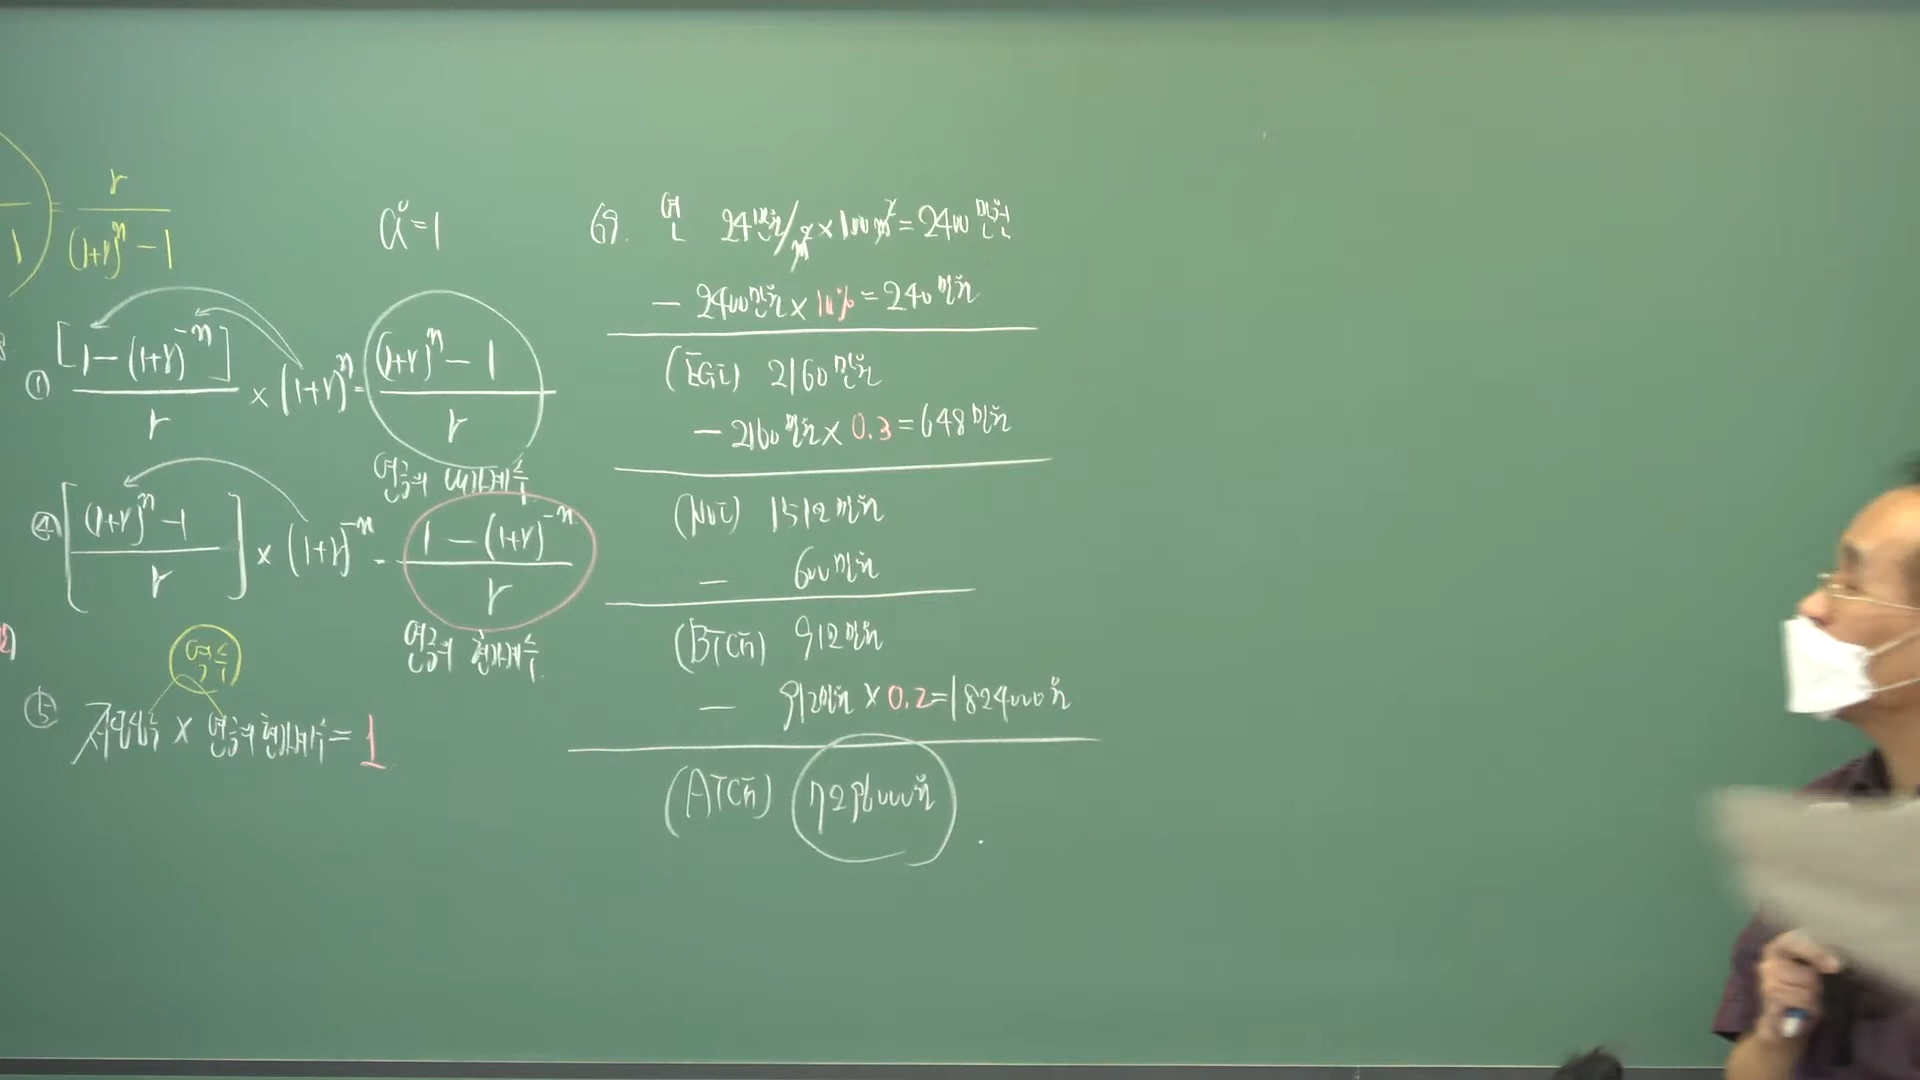 r
= ─
1 (1+r)^n - 1
a° = 1
① [1 - (1+r)^-n] / r × (1+r)^n = (1+r)^n - 1 / r
연금의 내가계수
④ [(1+r)^n - 1 / r] × (1+r)^-n = 1 - (1+r)^-n / r
연금의 현가계수
역수
⑤ 저당상수 × 연금의 현가계수 = 1
69. 연 24만원/m² × 100m² = 2400만원
- 2400만원 × 10% = 240만원
(EGI) 2160만원
- 2160만원 × 0.3 = 648만원
(NOI) 1512만원
- 600만원
(BTCF) 912만원
- 912만원 × 0.2 = 1824000원
(ATCF) 7296000원